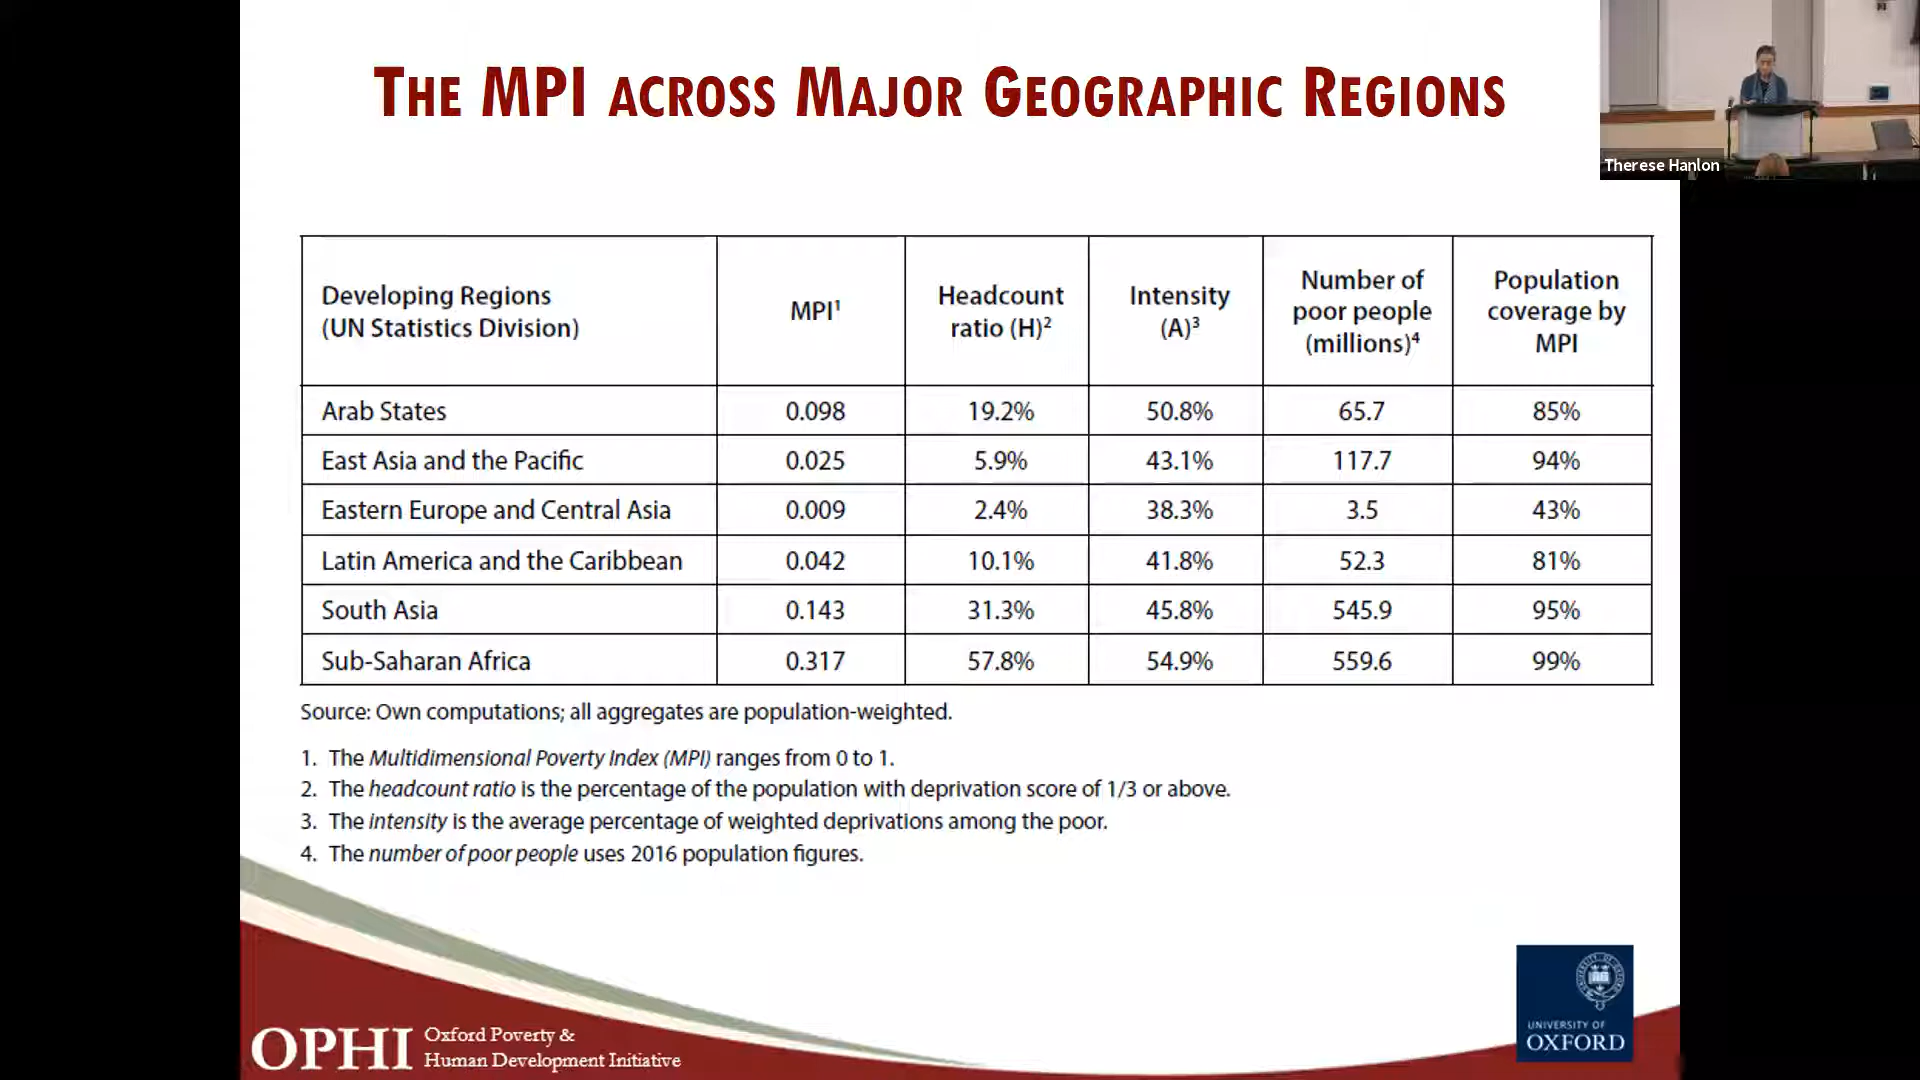 THE MPI ACROSS MAJOR GEOGRAPHIC REGIONS
Therese Hanlon
Developing Regions
(UN Statistics Division)
MPI¹
Headcount
ratio (H)²
Intensity
(A)³
Number of
poor people
(millions)⁴
Population
coverage by
MPI
Arab States 0.098 19.2% 50.8% 65.7 85%
East Asia and the Pacific 0.025 5.9% 43.1% 117.7 94%
Eastern Europe and Central Asia 0.009 2.4% 38.3% 3.5 43%
Latin America and the Caribbean 0.042 10.1% 41.8% 52.3 81%
South Asia 0.143 31.3% 45.8% 545.9 95%
Sub-Saharan Africa 0.317 57.8% 54.9% 559.6 99%
Source: Own computations; all aggregates are population-weighted.
1. The Multidimensional Poverty Index (MPI) ranges from 0 to 1.
2. The headcount ratio is the percentage of the population with deprivation score of 1/3 or above.
3. The intensity is the average percentage of weighted deprivations among the poor.
4. The number of poor people uses 2016 population figures.
OPHI
Oxford Poverty &
Human Development Initiative
UNIVERSITY OF
OXFORD